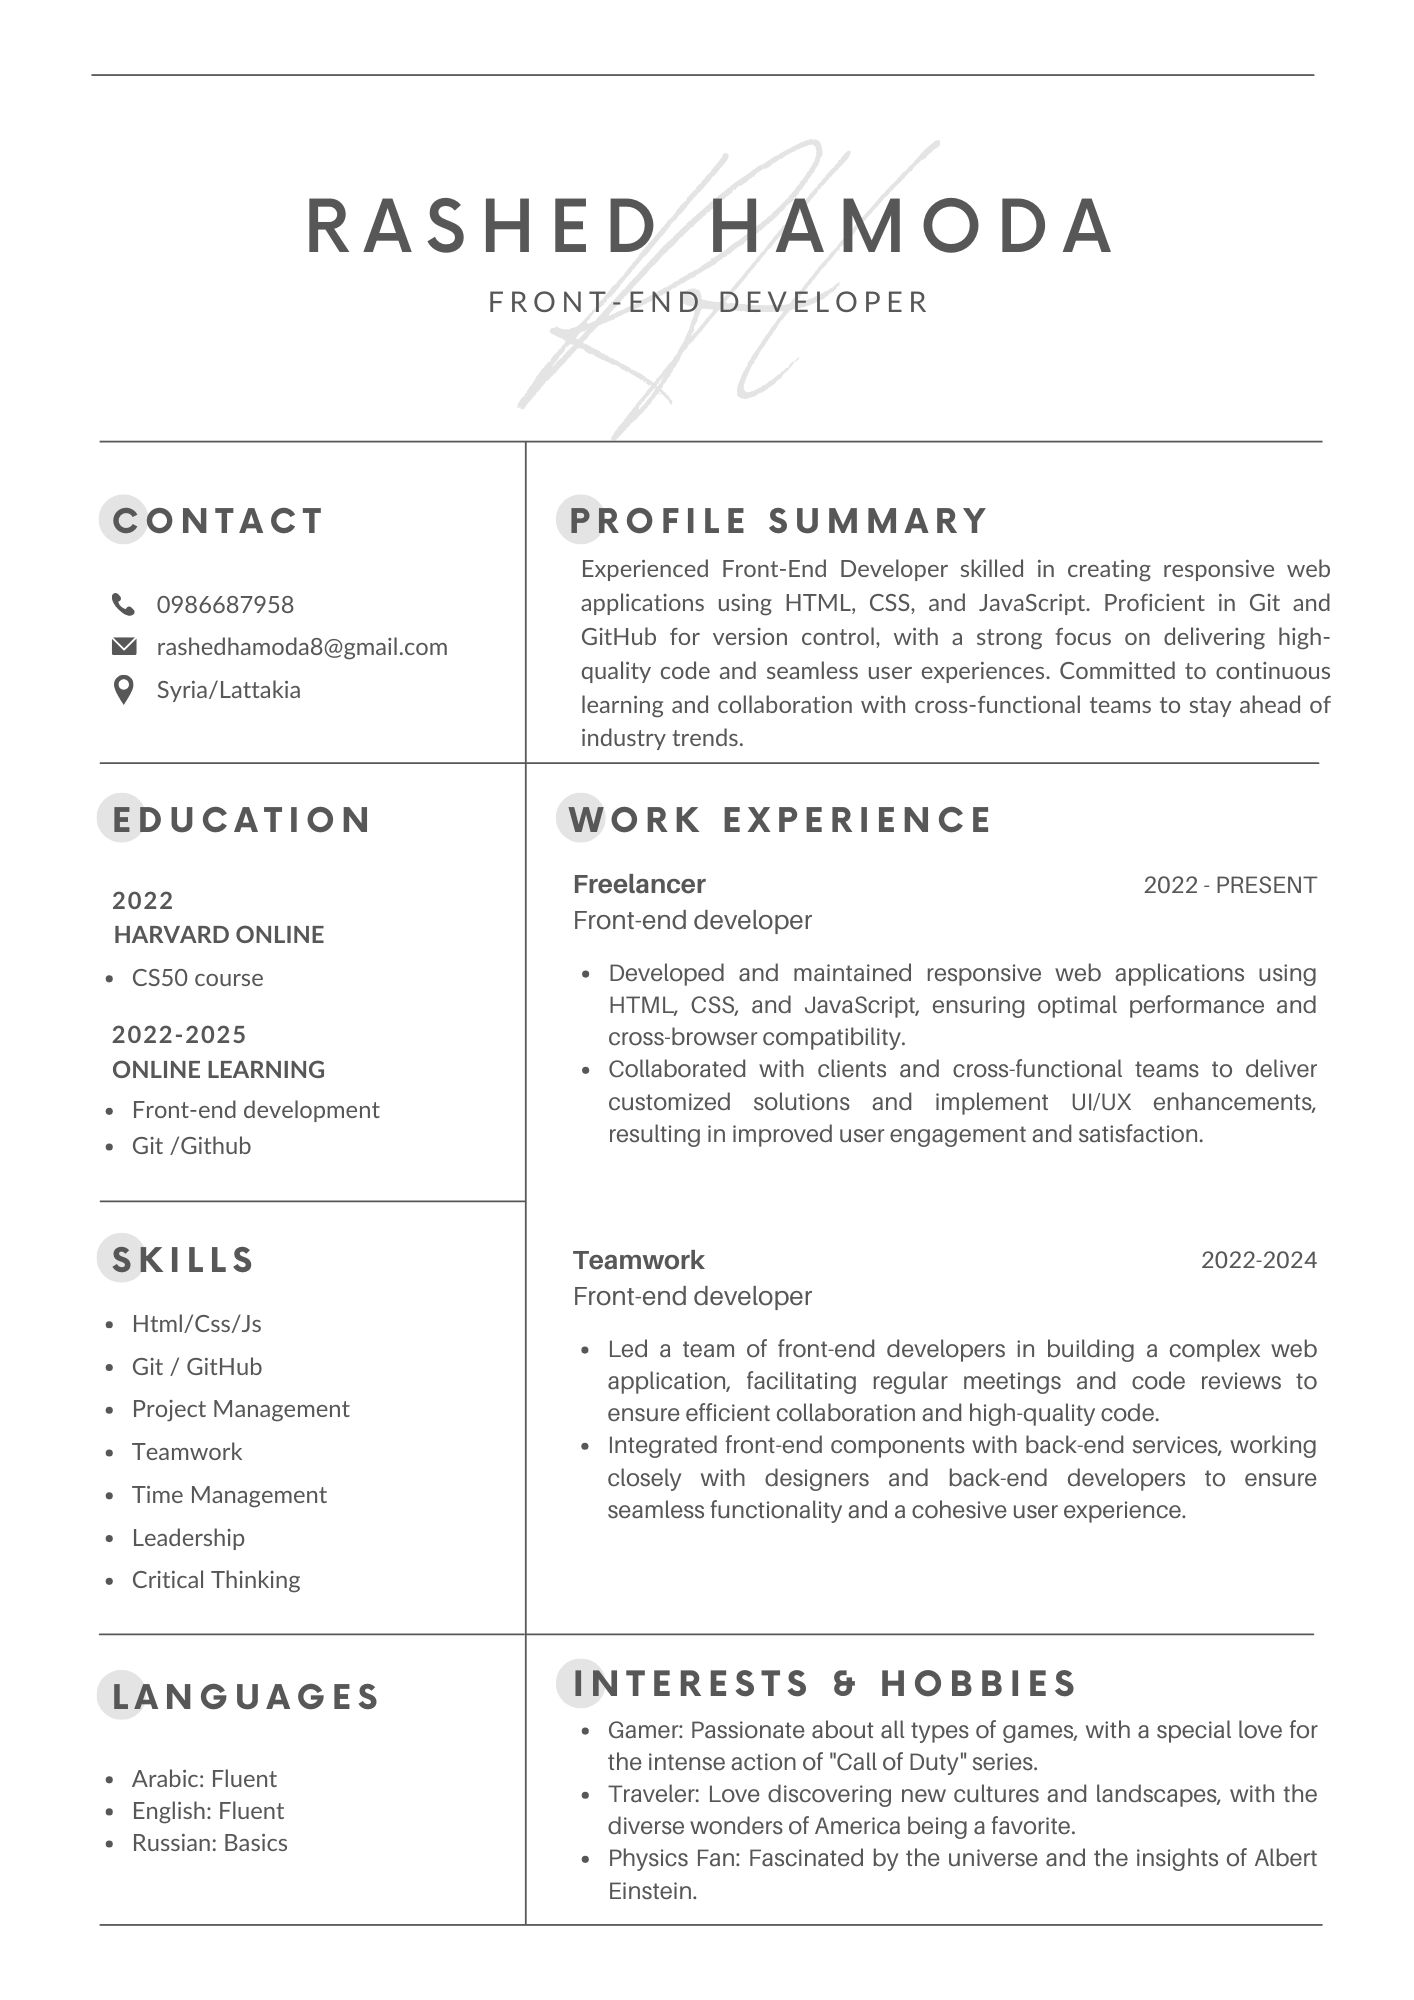 RASHED HAMODA
RH
FRONT-END DEVELOPER
CONTACT
0986687958
rashedhamoda8@gmail.com
Syria/Lattakia
PROFILE SUMMARY
Experienced Front-End Developer skilled in creating responsive web
applications using HTML, CSS, and JavaScript. Proficient in Git and
GitHub for version control, with a strong focus on delivering high-
quality code and seamless user experiences. Committed to continuous
learning and collaboration with cross-functional teams to stay ahead of
industry trends.
EDUCATION
2022
HARVARD ONLINE
• CS50 course
2022-2025
ONLINE LEARNING
• Front-end development
• Git /Github
SKILLS
• Html/Css/Js
• Git / GitHub
• Project Management
• Teamwork
• Time Management
• Leadership
• Critical Thinking
LANGUAGES
• Arabic: Fluent
• English: Fluent
• Russian: Basics
WORK EXPERIENCE
Freelancer 2022 - PRESENT
Front-end developer
• Developed and maintained responsive web applications using
HTML, CSS, and JavaScript, ensuring optimal performance and
cross-browser compatibility.
• Collaborated with clients and cross-functional teams to deliver
customized solutions and implement UI/UX enhancements,
resulting in improved user engagement and satisfaction.
Teamwork 2022-2024
Front-end developer
• Led a team of front-end developers in building a complex web
application, facilitating regular meetings and code reviews to
ensure efficient collaboration and high-quality code.
• Integrated front-end components with back-end services, working
closely with designers and back-end developers to ensure
seamless functionality and a cohesive user experience.
INTERESTS & HOBBIES
• Gamer: Passionate about all types of games, with a special love for
the intense action of "Call of Duty" series.
• Traveler: Love discovering new cultures and landscapes, with the
diverse wonders of America being a favorite.
• Physics Fan: Fascinated by the universe and the insights of Albert
Einstein.